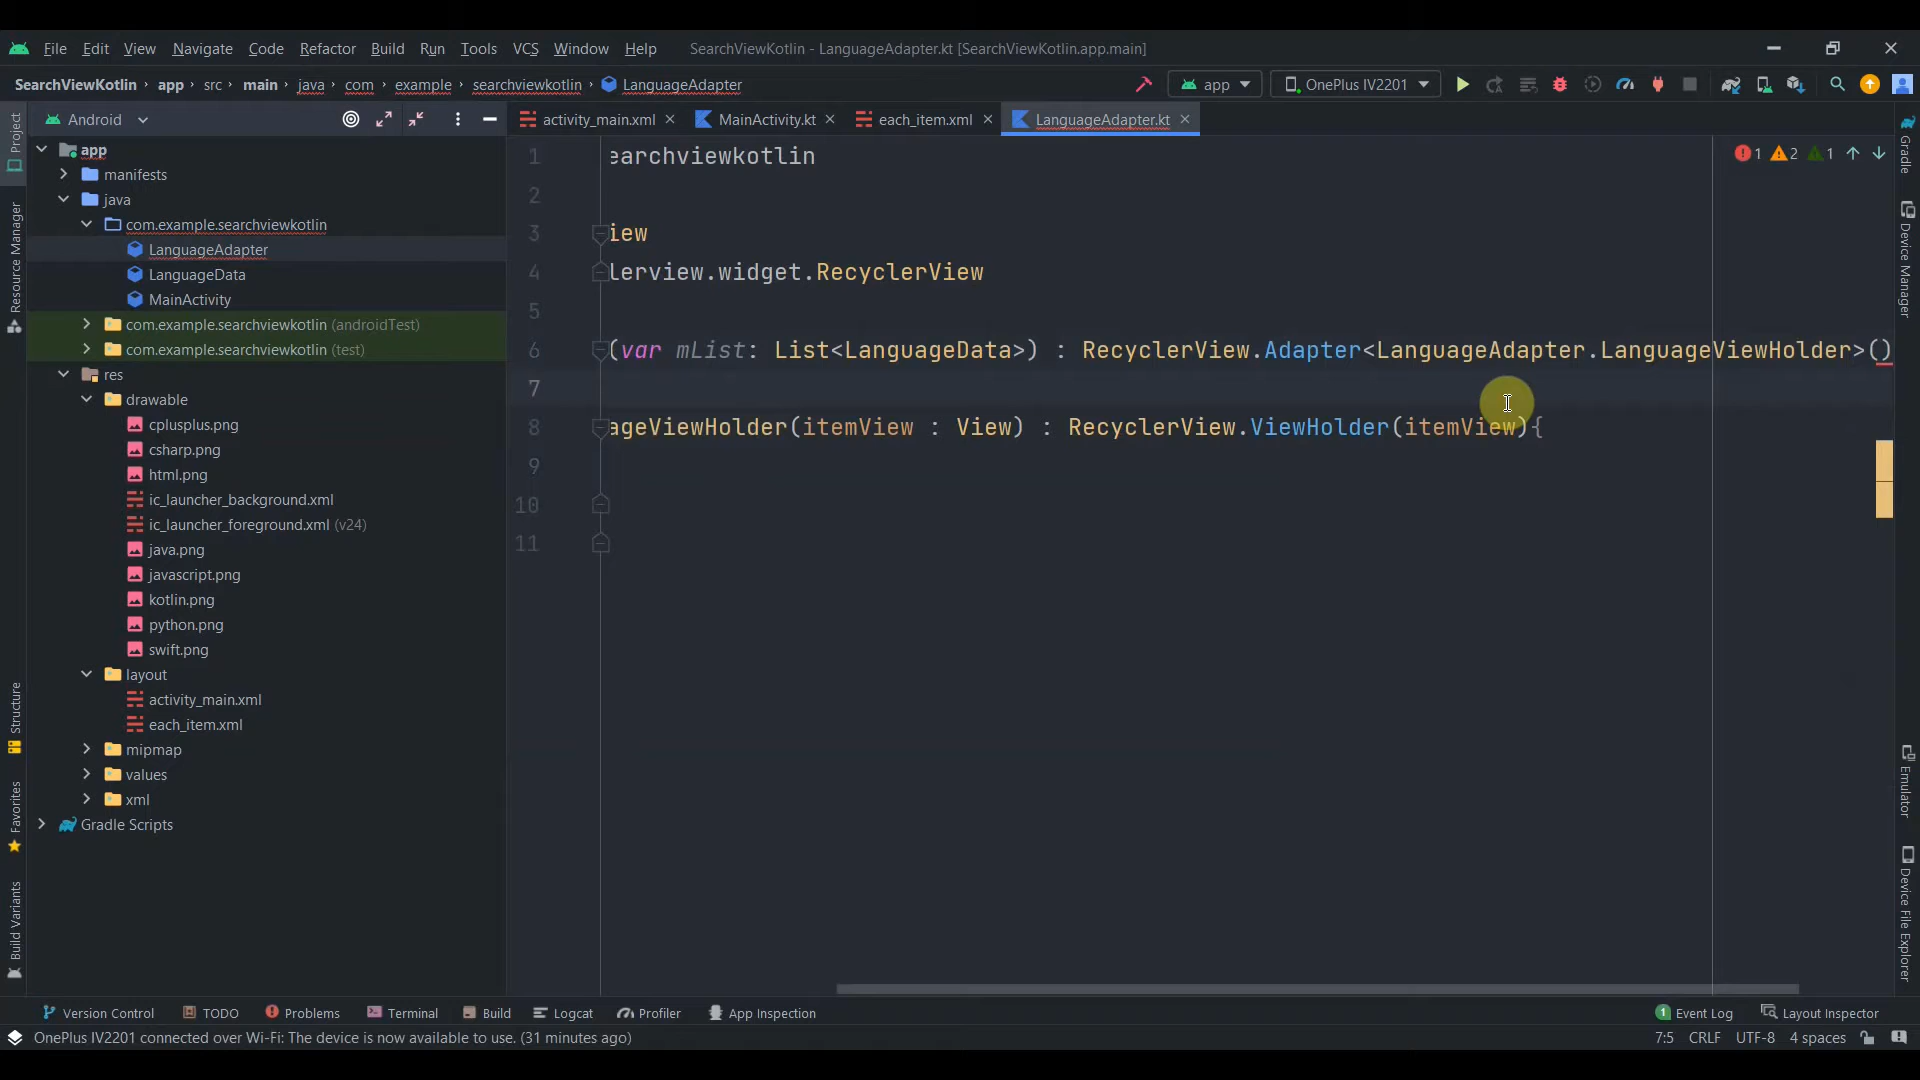 File Edit View Navigate Code Refactor Build Run Tools VCS Window Help SearchViewKotlin - LanguageAdapter.kt [SearchViewKotlin.app.main]
SearchViewKotlin app src main java com example searchviewkotlin LanguageAdapter app OnePlus IV2201
Android activity_main.xml MainActivity.kt each_item.xml LanguageAdapter.kt
Project
Resource Manager
Structure
Favorites
Build Variants
app
manifests
java
com.example.searchviewkotlin
LanguageAdapter
LanguageData
MainActivity
com.example.searchviewkotlin (androidTest)
com.example.searchviewkotlin (test)
res
drawable
cplusplus.png
csharp.png
html.png
ic_launcher_background.xml
ic_launcher_foreground.xml (v24)
java.png
javascript.png
kotlin.png
python.png
swift.png
layout
activity_main.xml
each_item.xml
mipmap
values
xml
Gradle Scripts
1 earchviewkotlin
2
3 iew
4 lerview.widget.RecyclerView
5
6 (var mList: List<LanguageData>) : RecyclerView.Adapter<LanguageAdapter.LanguageViewHolder>()
7
8 ageViewHolder(itemView : View) : RecyclerView.ViewHolder(itemView){
9
10
11
1 2 1
Gradle
Device Manager
Emulator
Device File Explorer
Version Control TODO Problems Terminal Build Logcat Profiler App Inspection 1 Event Log Layout Inspector
OnePlus IV2201 connected over Wi-Fi: The device is now available to use. (31 minutes ago) 7:5 CRLF UTF-8 4 spaces